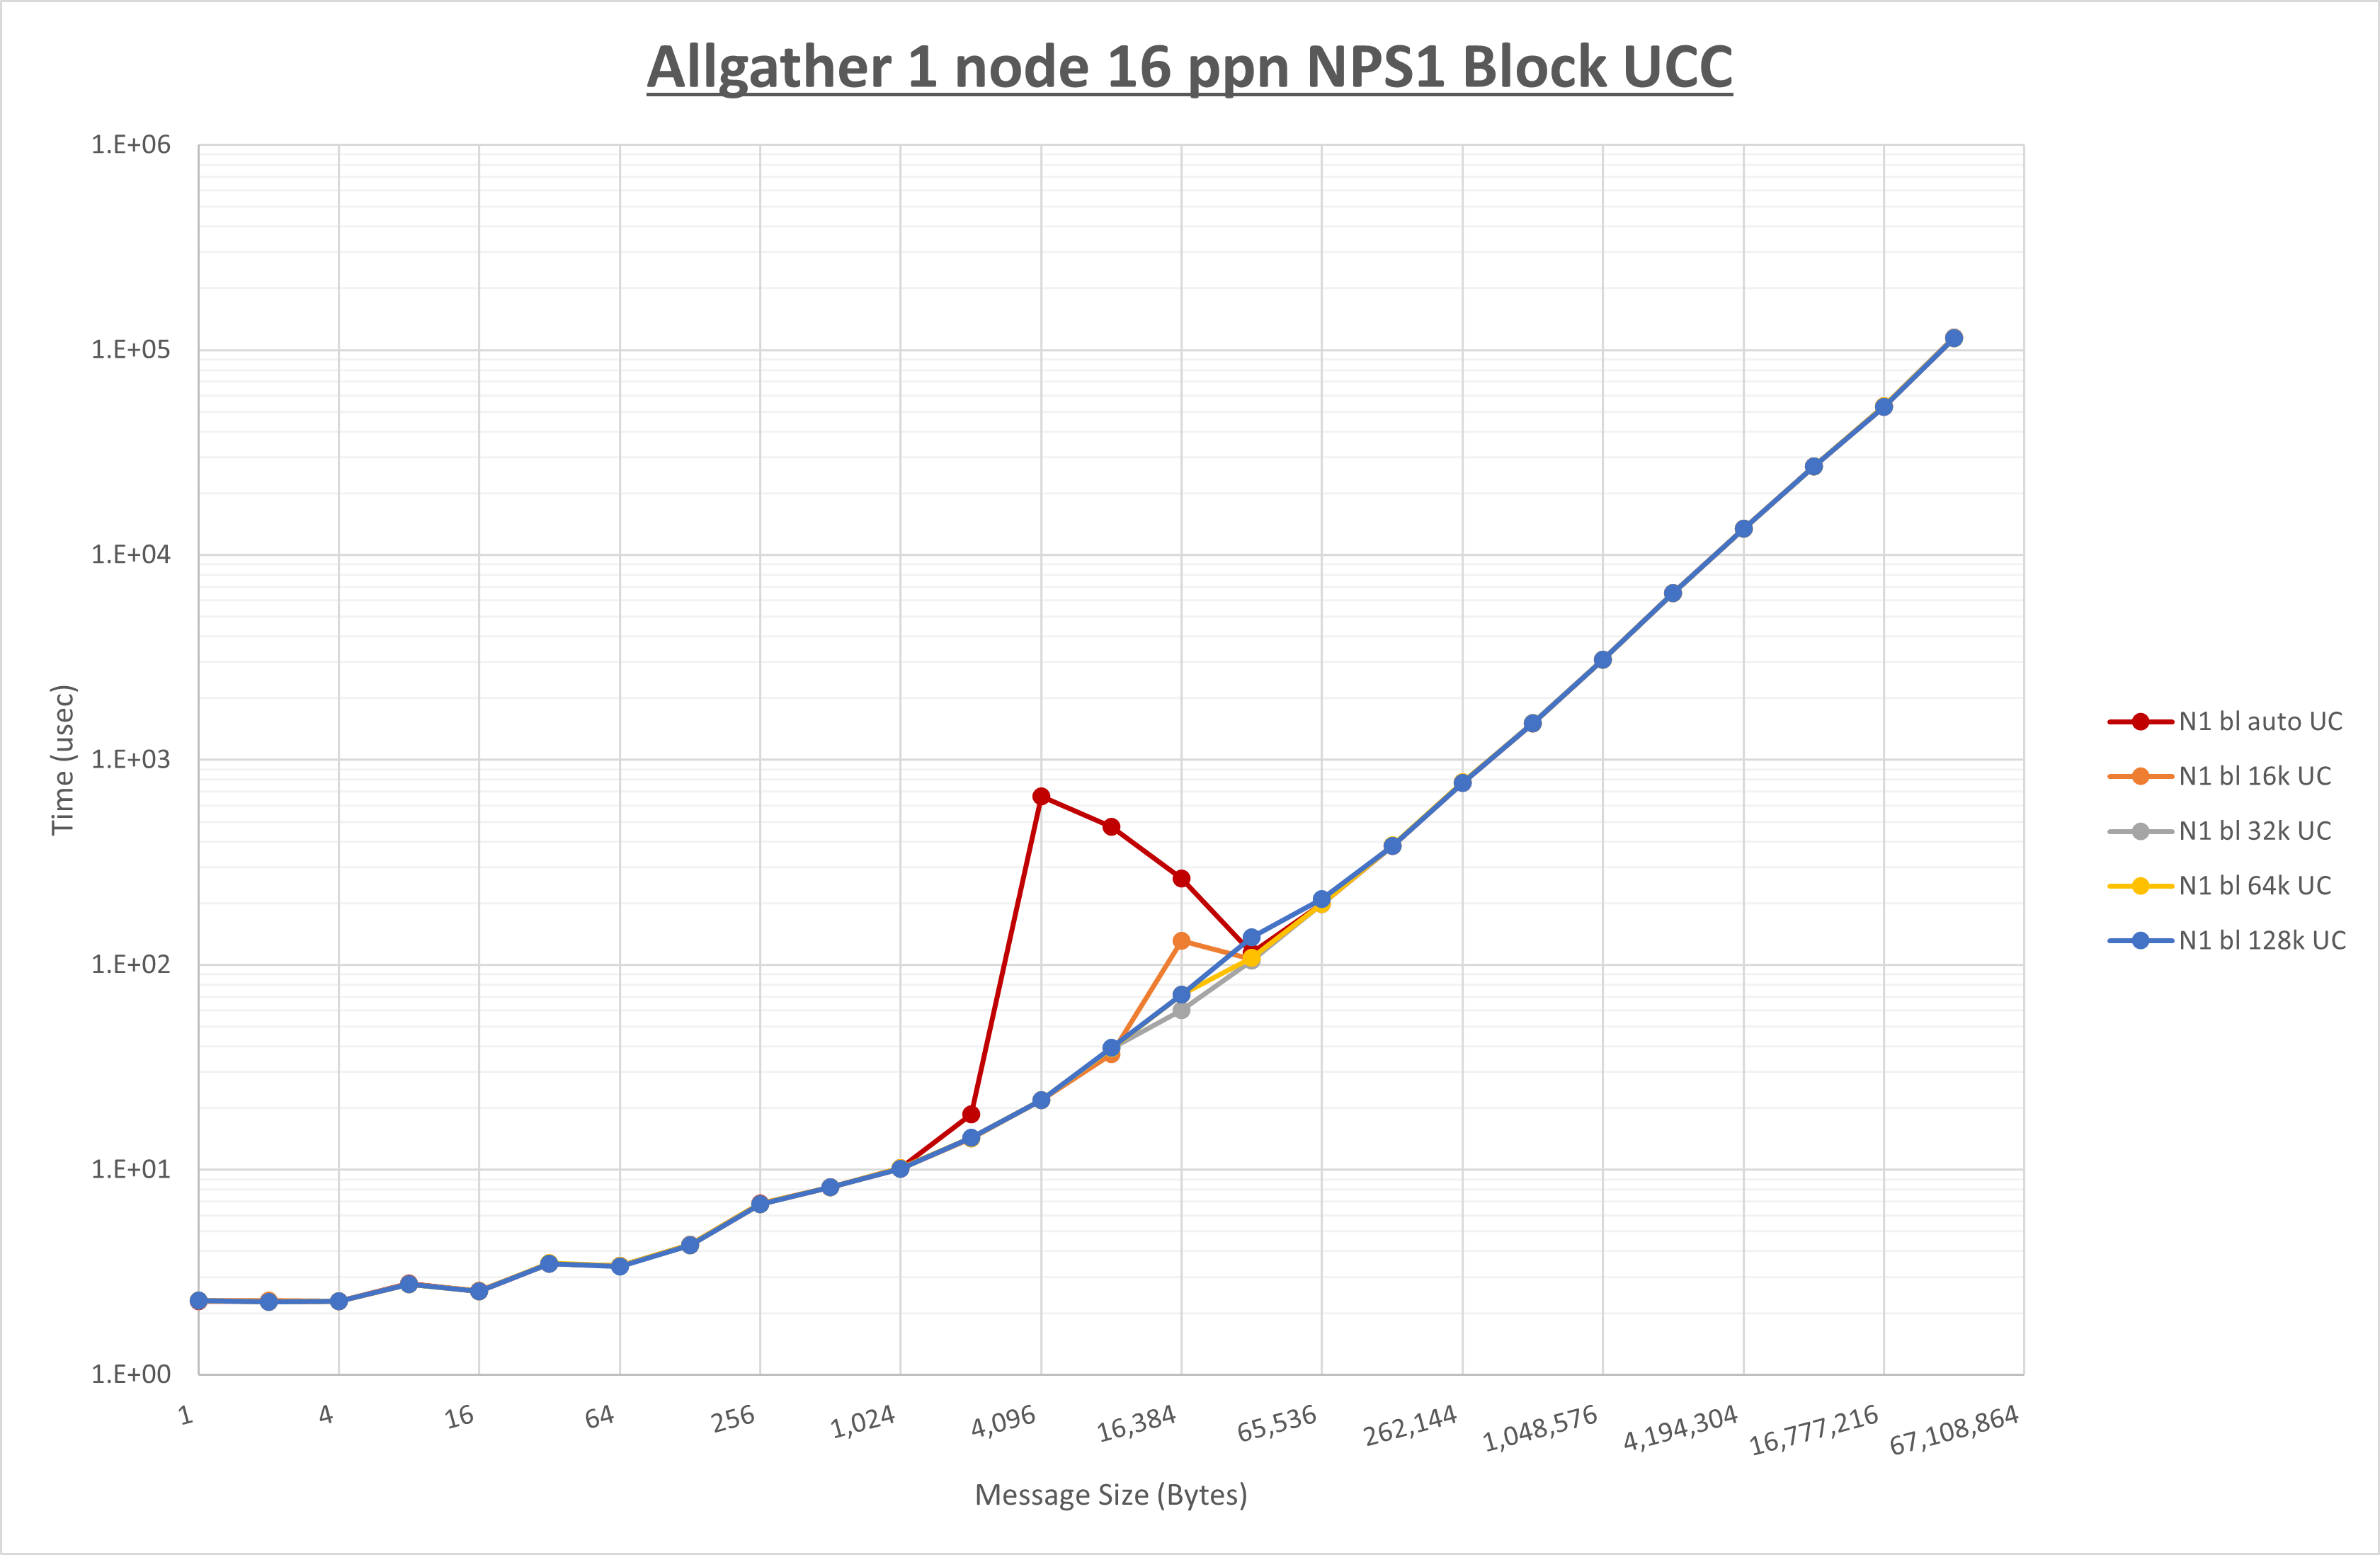 Allgather 1 node 16 ppn NPS1 Block UCC
1.E+06
1.E+05
1.E+04
1.E+03
1.E+02
1.E+01
1.E+00
Time (usec)
1 4 16 64 256 1,024 4,096 16,384 65,536 262,144 1,048,576 4,194,304 16,777,216 67,108,864
Message Size (Bytes)
N1 bl auto UC
N1 bl 16k UC
N1 bl 32k UC
N1 bl 64k UC
N1 bl 128k UC